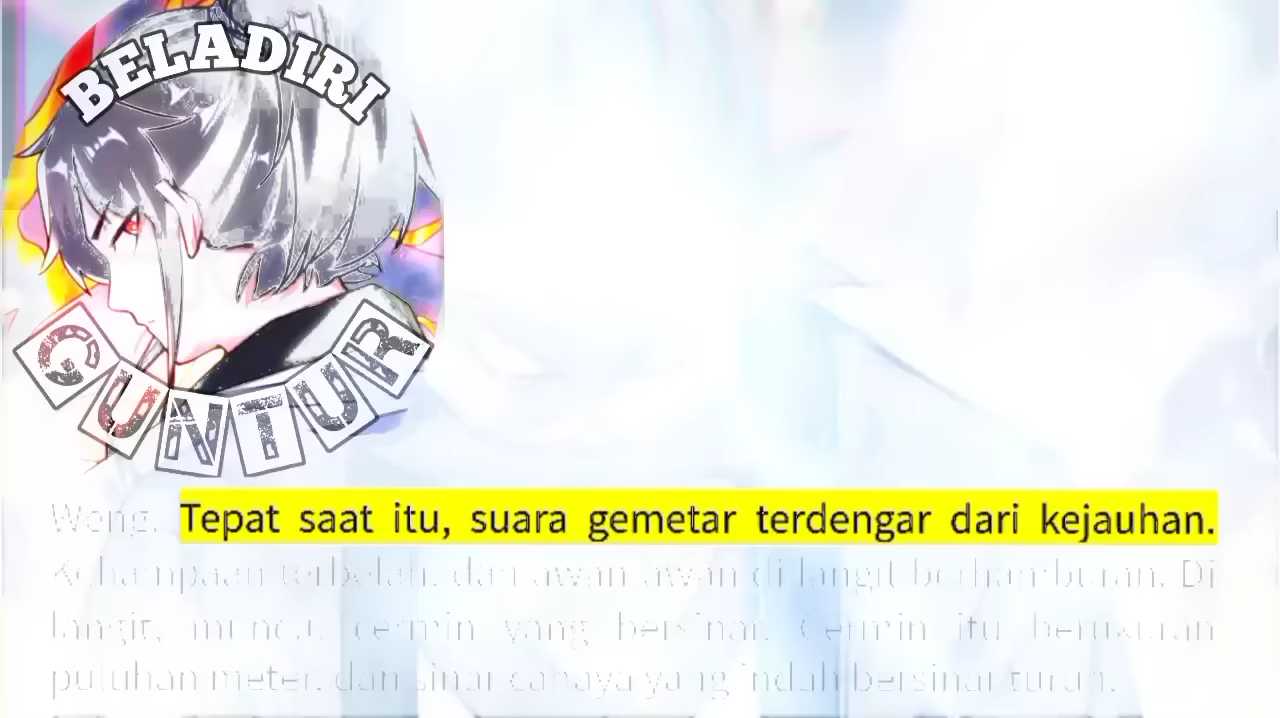 BELADIRI
GUNTUR
Weng. Tepat saat itu, suara gemetar terdengar dari kejauhan.
Kehampaan terbelah, dan awan-awan di langit berhamburan. Di
langit, muncul cermin yang bersinar. Cermin itu berukuran
puluhan meter, dan sinar cahaya yang indah bersinar turun.